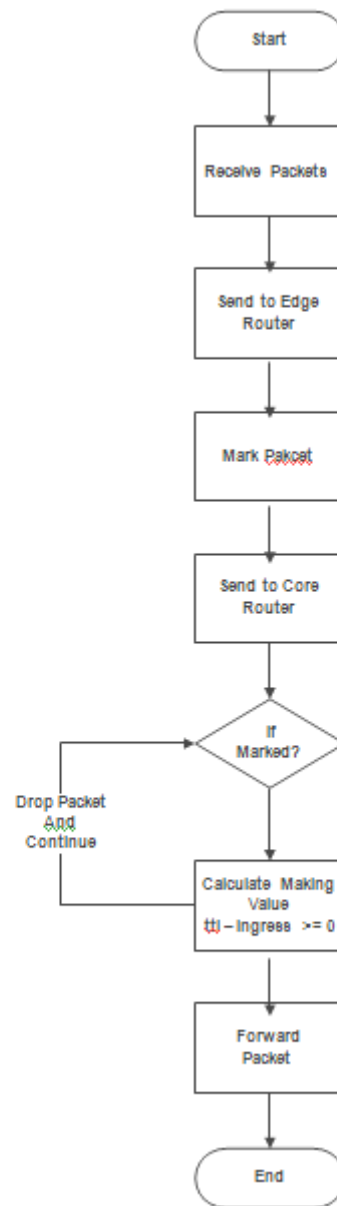 Start
Receive Packets
Send to Edge
Router
Mark Pakcet
Send to Core
Router
If
Marked?
Drop Packet
And
Continue
Calculate Making
Value
ttl – Ingress >= 0
Forward
Packet
End